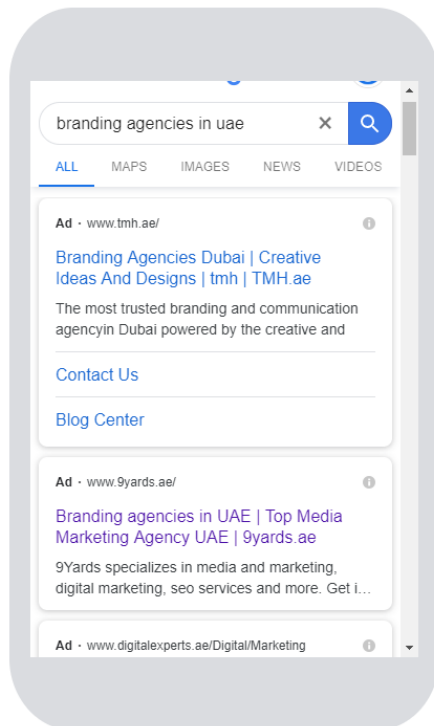 branding agencies in uae
ALL MAPS IMAGES NEWS VIDEOS
Ad · www.tmh.ae/
Branding Agencies Dubai | Creative
Ideas And Designs | tmh | TMH.ae
The most trusted branding and communication
agencyin Dubai powered by the creative and
Contact Us
Blog Center
Ad · www.9yards.ae/
Branding agencies in UAE | Top Media
Marketing Agency UAE | 9yards.ae
9Yards specializes in media and marketing,
digital marketing, seo services and more. Get i...
Ad · www.digitalexperts.ae/Digital/Marketing